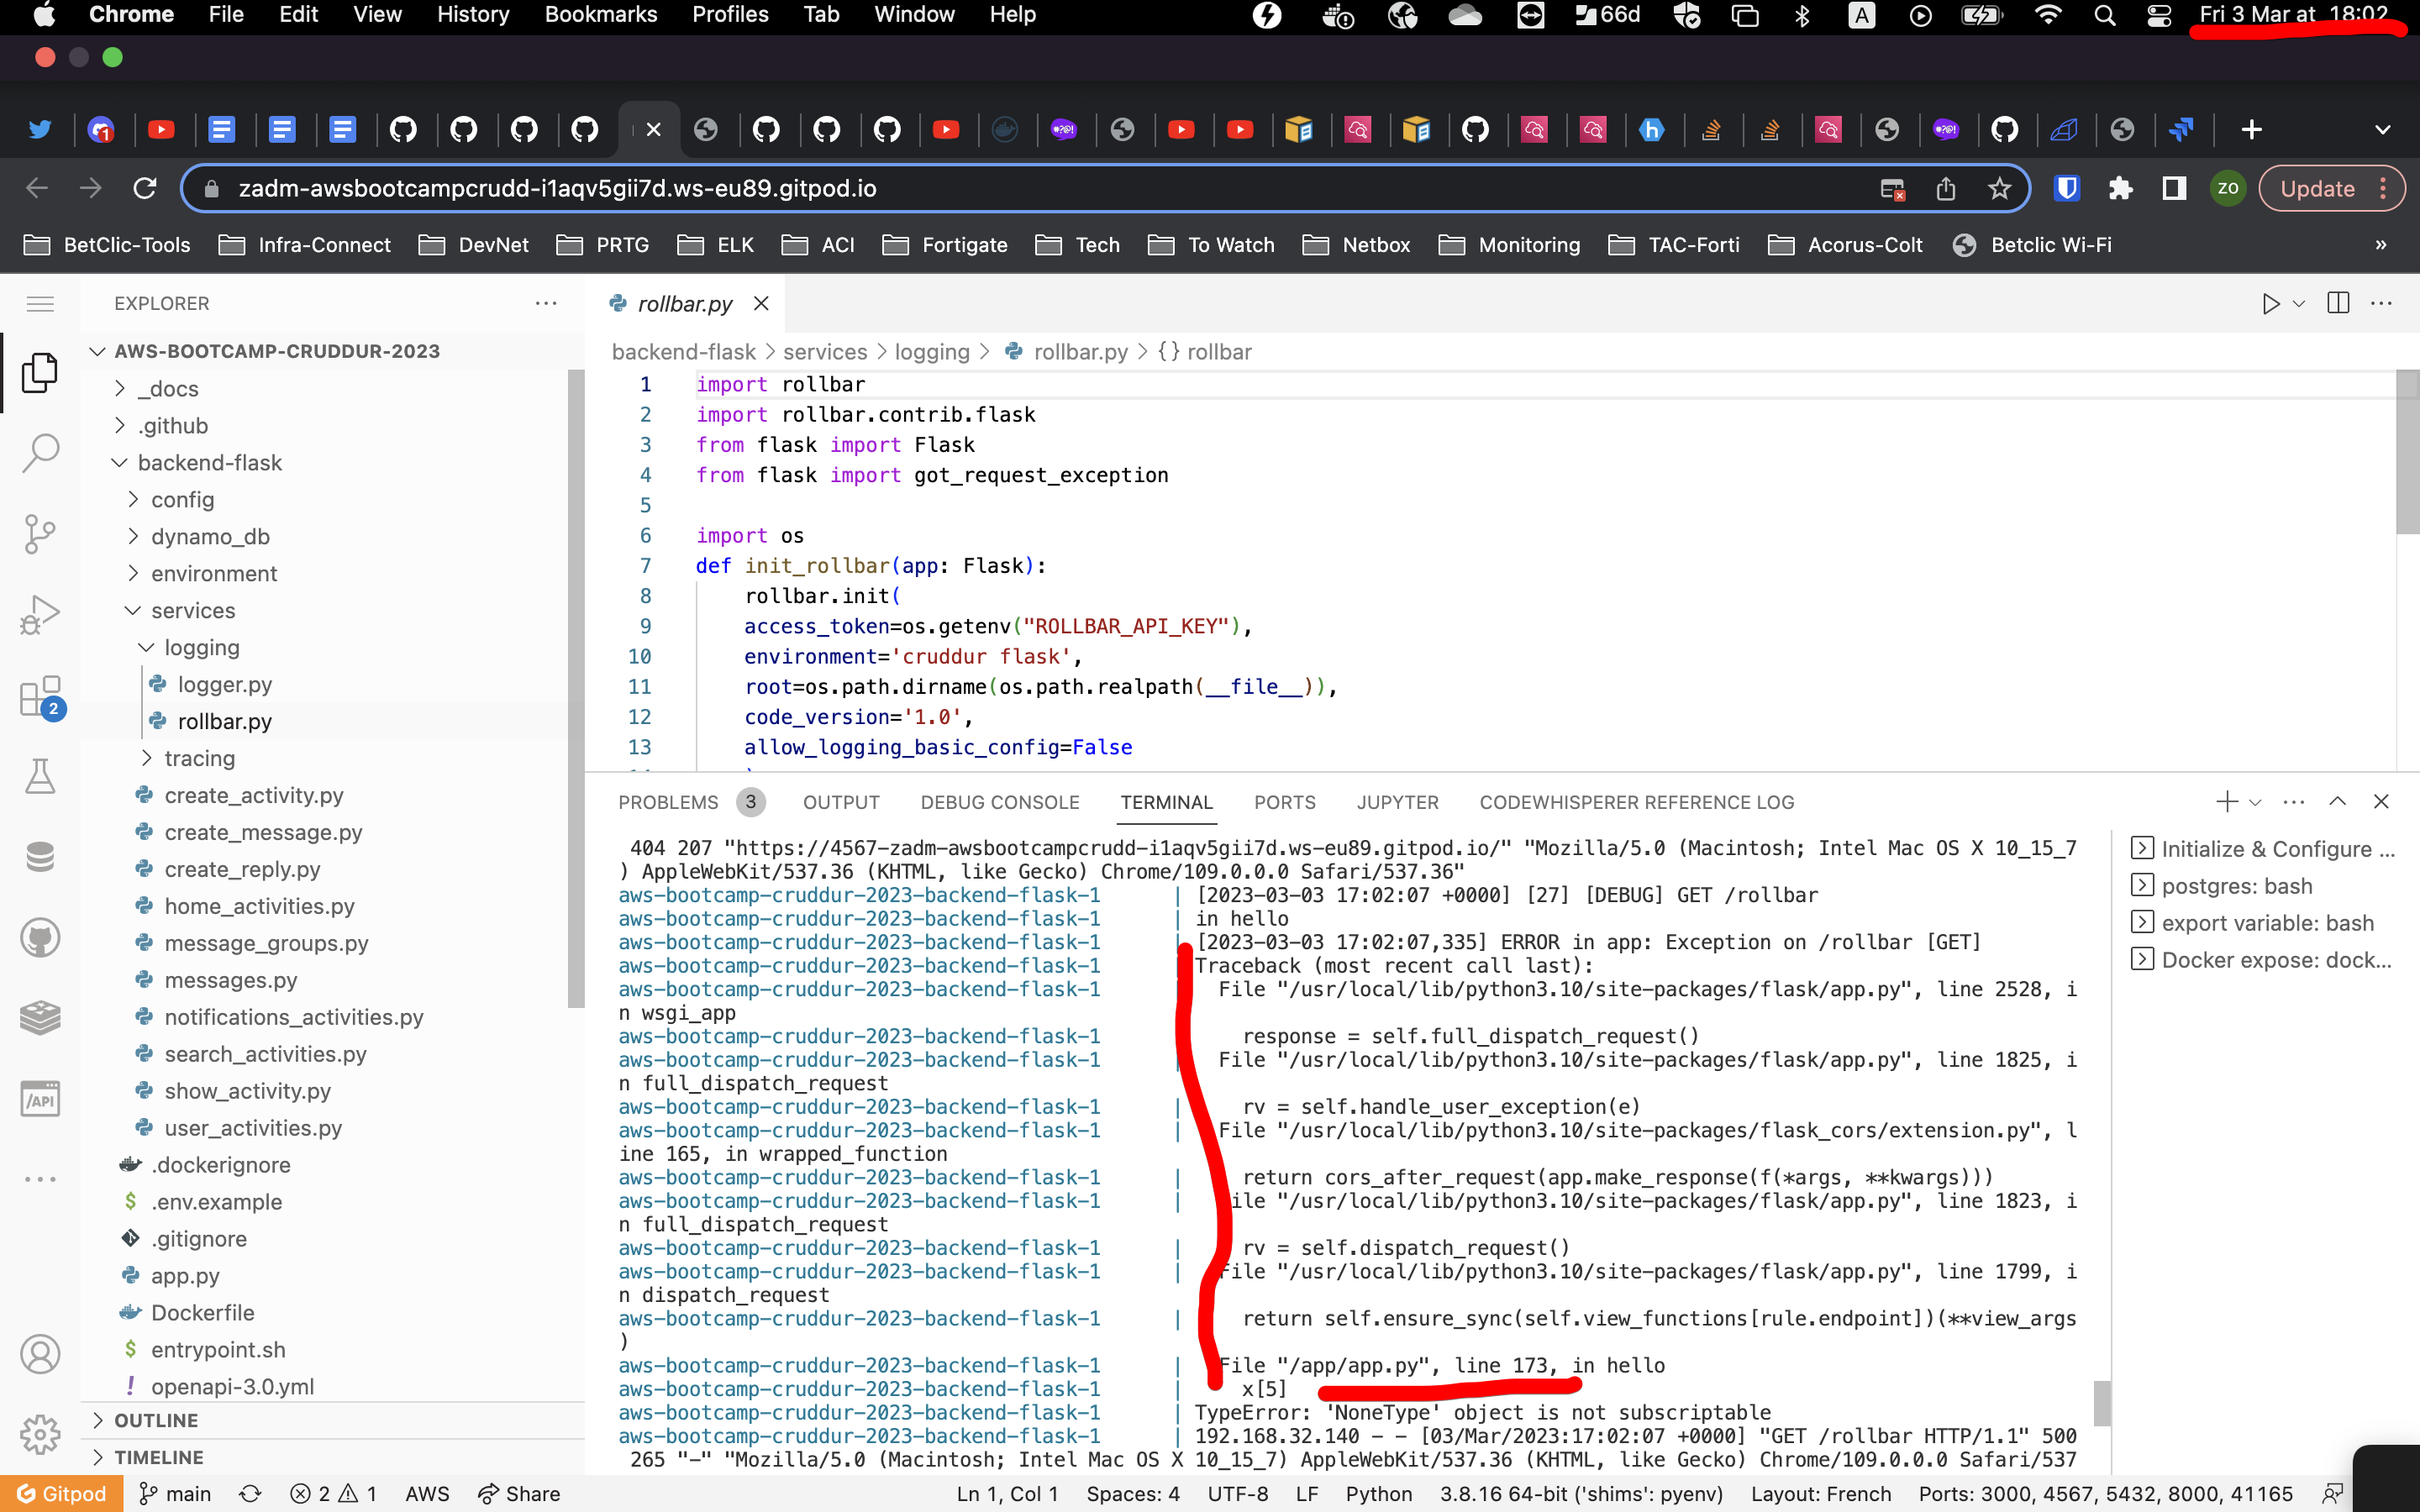 Chrome File Edit View History Bookmarks Profiles Tab Window Help 66d A Fri 3 Mar at 18:02
zadm-awsbootcampcrudd-i1aqv5gii7d.ws-eu89.gitpod.io ZO Update
BetClic-Tools Infra-Connect DevNet PRTG ELK ACI Fortigate Tech To Watch Netbox Monitoring TAC-Forti Acorus-Colt Betclic Wi-Fi »
EXPLORER ···
AWS-BOOTCAMP-CRUDDUR-2023
_docs
.github
backend-flask
config
dynamo_db
environment
services
logging
logger.py
rollbar.py
tracing
create_activity.py
create_message.py
create_reply.py
home_activities.py
message_groups.py
messages.py
notifications_activities.py
search_activities.py
show_activity.py
user_activities.py
.dockerignore
.env.example
.gitignore
app.py
Dockerfile
entrypoint.sh
openapi-3.0.yml
OUTLINE
TIMELINE
2
/API
rollbar.py
backend-flask > services > logging > rollbar.py > {} rollbar
1 import rollbar
2 import rollbar.contrib.flask
3 from flask import Flask
4 from flask import got_request_exception
5
6 import os
7 def init_rollbar(app: Flask):
8 rollbar.init(
9 access_token=os.getenv("ROLLBAR_API_KEY"),
10 environment='cruddur flask',
11 root=os.path.dirname(os.path.realpath(__file__)),
12 code_version='1.0',
13 allow_logging_basic_config=False
PROBLEMS 3 OUTPUT DEBUG CONSOLE TERMINAL PORTS JUPYTER CODEWHISPERER REFERENCE LOG
404 207 "https://4567-zadm-awsbootcampcrudd-i1aqv5gii7d.ws-eu89.gitpod.io/" "Mozilla/5.0 (Macintosh; Intel Mac OS X 10_15_7
) AppleWebKit/537.36 (KHTML, like Gecko) Chrome/109.0.0.0 Safari/537.36"
aws-bootcamp-cruddur-2023-backend-flask-1 | [2023-03-03 17:02:07 +0000] [27] [DEBUG] GET /rollbar
aws-bootcamp-cruddur-2023-backend-flask-1 | in hello
aws-bootcamp-cruddur-2023-backend-flask-1 | [2023-03-03 17:02:07,335] ERROR in app: Exception on /rollbar [GET]
aws-bootcamp-cruddur-2023-backend-flask-1 Traceback (most recent call last):
aws-bootcamp-cruddur-2023-backend-flask-1 File "/usr/local/lib/python3.10/site-packages/flask/app.py", line 2528, i
n wsgi_app
aws-bootcamp-cruddur-2023-backend-flask-1 response = self.full_dispatch_request()
aws-bootcamp-cruddur-2023-backend-flask-1 File "/usr/local/lib/python3.10/site-packages/flask/app.py", line 1825, i
n full_dispatch_request
aws-bootcamp-cruddur-2023-backend-flask-1 | rv = self.handle_user_exception(e)
aws-bootcamp-cruddur-2023-backend-flask-1 | File "/usr/local/lib/python3.10/site-packages/flask_cors/extension.py", l
ine 165, in wrapped_function
aws-bootcamp-cruddur-2023-backend-flask-1 | return cors_after_request(app.make_response(f(*args, **kwargs)))
aws-bootcamp-cruddur-2023-backend-flask-1 | File "/usr/local/lib/python3.10/site-packages/flask/app.py", line 1823, i
n full_dispatch_request
aws-bootcamp-cruddur-2023-backend-flask-1 | rv = self.dispatch_request()
aws-bootcamp-cruddur-2023-backend-flask-1 | File "/usr/local/lib/python3.10/site-packages/flask/app.py", line 1799, i
n dispatch_request
aws-bootcamp-cruddur-2023-backend-flask-1 | return self.ensure_sync(self.view_functions[rule.endpoint])(**view_args
)
aws-bootcamp-cruddur-2023-backend-flask-1 | File "/app/app.py", line 173, in hello
aws-bootcamp-cruddur-2023-backend-flask-1 | x[5]
aws-bootcamp-cruddur-2023-backend-flask-1 | TypeError: 'NoneType' object is not subscriptable
aws-bootcamp-cruddur-2023-backend-flask-1 | 192.168.32.140 - - [03/Mar/2023:17:02:07 +0000] "GET /rollbar HTTP/1.1" 500
265 "-" "Mozilla/5.0 (Macintosh; Intel Mac OS X 10_15_7) AppleWebKit/537.36 (KHTML, like Gecko) Chrome/109.0.0.0 Safari/537
Initialize & Configure ...
postgres: bash
export variable: bash
Docker expose: dock...
Gitpod main 2 1 AWS Share Ln 1, Col 1 Spaces: 4 UTF-8 LF Python 3.8.16 64-bit ('shims': pyenv) Layout: French Ports: 3000, 4567, 5432, 8000, 41165